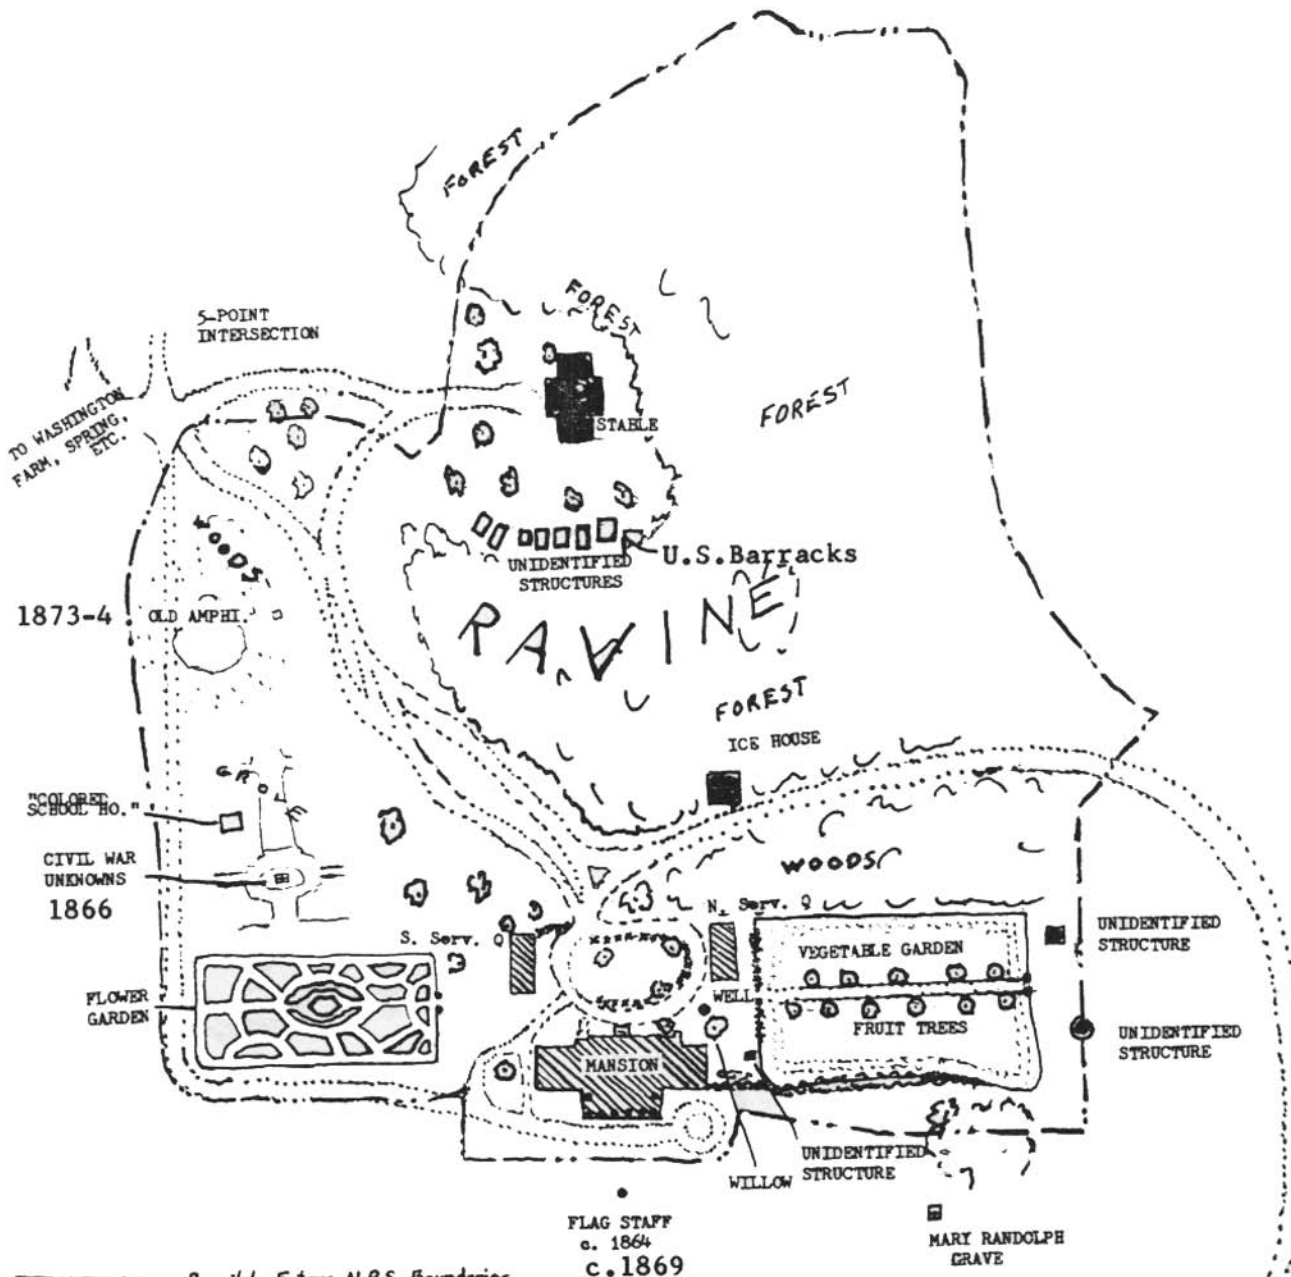 FOREST
5-POINT
INTERSECTION
FOREST
TO WASHINGTON
FARM, SPRING,
ETC.
STABLE
FOREST
WOODS
UNIDENTIFIED
STRUCTURES
U.S.Barracks
1873-4
OLD AMPHI.
RAVINE
FOREST
ICE HOUSE
"COLORED
SCHOOL HO."
G.R.
CIVIL WAR
UNKNOWNS
1866
WOODS
S. Serv. Q
N. Serv. Q
VEGETABLE GARDEN
UNIDENTIFIED
STRUCTURE
FLOWER
GARDEN
WELL
FRUIT TREES
UNIDENTIFIED
STRUCTURE
MANSION
UNIDENTIFIED
STRUCTURE
WILLOW
FLAG STAFF
c. 1864
c.1869
MARY RANDOLPH
GRAVE
Future N.P.S. Boundaries